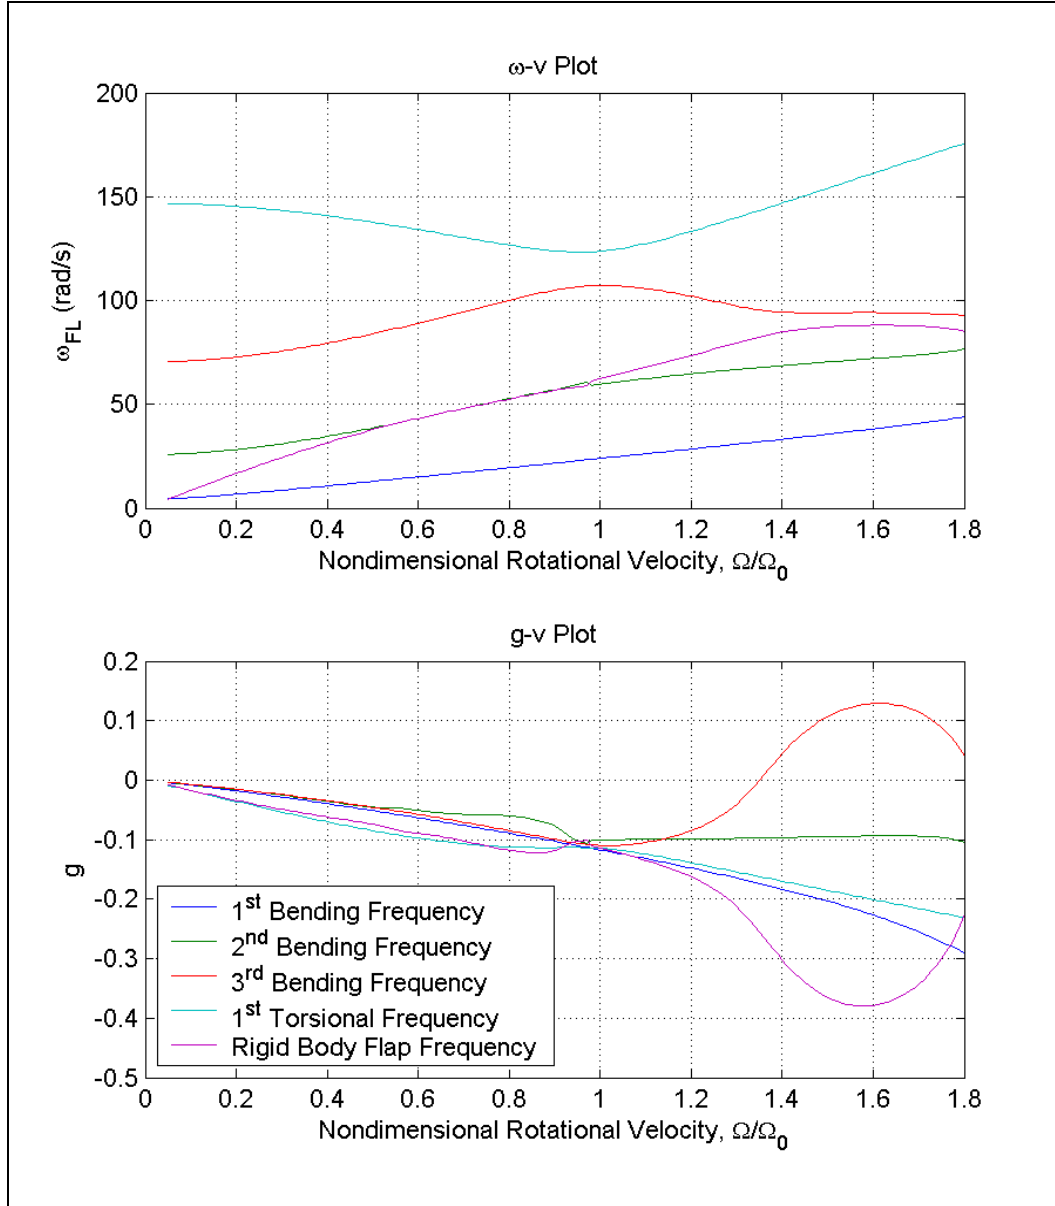 ω-v Plot
200
150
100
50
0
ω_FL (rad/s)
0 0.2 0.4 0.6 0.8 1 1.2 1.4 1.6 1.8
Nondimensional Rotational Velocity, Ω/Ω_0
g-v Plot
0.2
0.1
0
-0.1
-0.2
-0.3
-0.4
-0.5
g
1st Bending Frequency
2nd Bending Frequency
3rd Bending Frequency
1st Torsional Frequency
Rigid Body Flap Frequency
0 0.2 0.4 0.6 0.8 1 1.2 1.4 1.6 1.8
Nondimensional Rotational Velocity, Ω/Ω_0